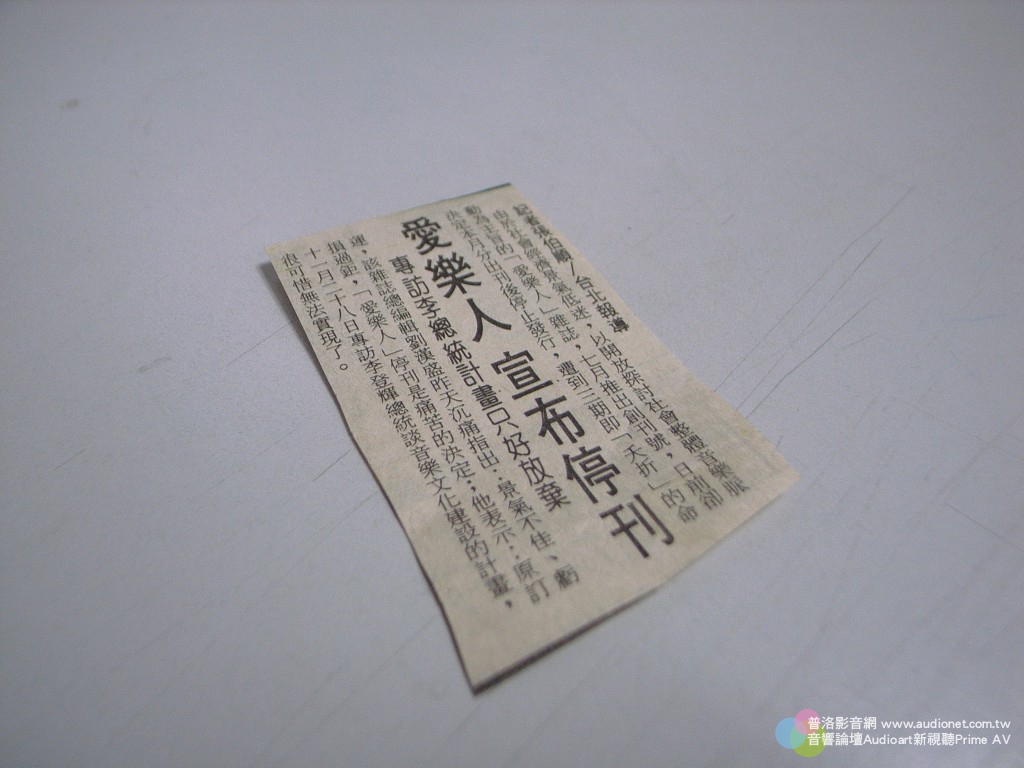 愛樂人 宣布停刊
專訪李總統計畫只好放棄
記者張伯順/台北報導
由於社會經濟景氣低迷,以開放探討社會整體音樂脈
動為主旨的「愛樂人」雜誌,七月推出創刊號,日前卻
決定本月分出刊後停止發行,遭到三期即「夭折」的命
運,該雜誌總編輯劉漢盛昨天沉痛指出:景氣不佳、虧
損過鉅,「愛樂人」停刊是痛苦的決定;他表示:原訂
十一月二十八日專訪李登輝總統談音樂文化建設的計畫,
很可惜無法實現了。
普洛影音網 www.audionet.com.tw
音響論壇Audioart新視聽Prime AV